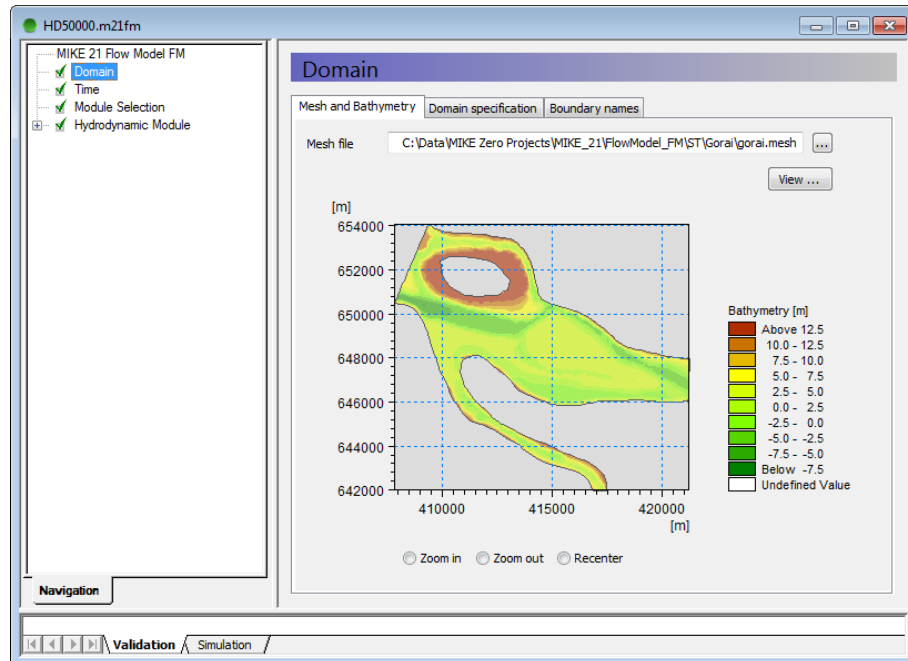 HD50000.m21fm
MIKE 21 Flow Model FM
Domain
Time
Module Selection
Hydrodynamic Module
Navigation
Domain
Mesh and Bathymetry
Domain specification
Boundary names
Mesh file
C:\Data\MIKE Zero Projects\MIKE_21\FlowModel_FM\ST\Gorai\gorai.mesh
...
View ...
[m]
654000
652000
650000
648000
646000
644000
642000
410000 415000 420000
[m]
Bathymetry [m]
Above 12.5
10.0 - 12.5
7.5 - 10.0
5.0 - 7.5
2.5 - 5.0
0.0 - 2.5
-2.5 - 0.0
-5.0 - -2.5
-7.5 - -5.0
Below -7.5
Undefined Value
Zoom in Zoom out Recenter
Validation Simulation